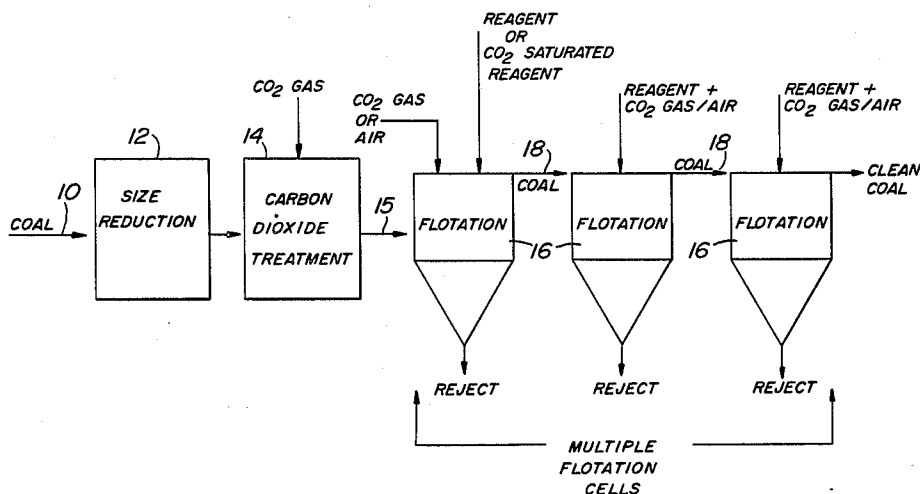 REAGENT
OR
CO2 SATURATED
REAGENT
CO2 GAS
CO2 GAS
OR
AIR
REAGENT +
CO2 GAS/AIR
REAGENT +
CO2 GAS/AIR
12
14
18
18
10
COAL
SIZE
REDUCTION
CARBON
DIOXIDE
TREATMENT
15
COAL
COAL
CLEAN
COAL
FLOTATION
16
FLOTATION
16
FLOTATION
REJECT
REJECT
REJECT
MULTIPLE
FLOTATION
CELLS